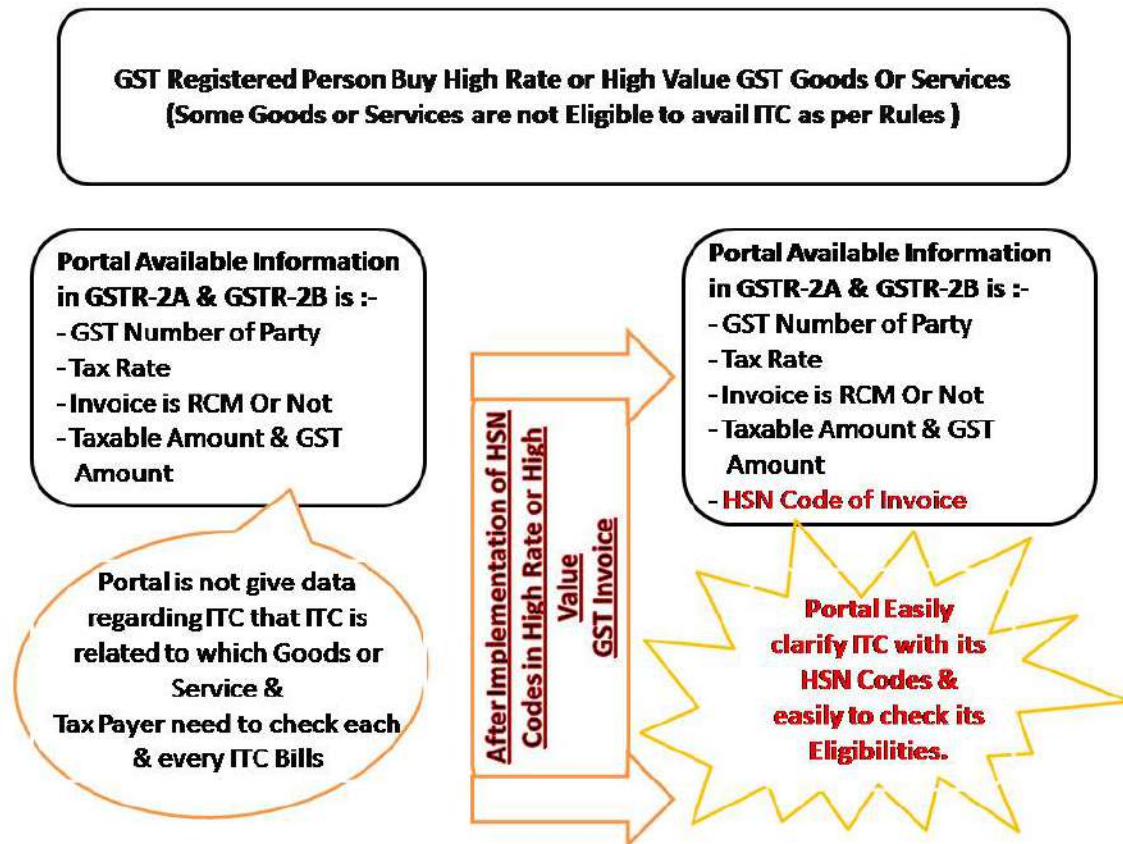 GST Registered Person Buy High Rate or High Value GST Goods Or Services
(Some Goods or Services are not Eligible to avail ITC as per Rules )
Portal Available Information
in GSTR-2A & GSTR-2B is :-
- GST Number of Party
- Tax Rate
- Invoice is RCM Or Not
- Taxable Amount & GST
Amount
Portal is not give data
regarding ITC that ITC is
related to which Goods or
Service &
Tax Payer need to check each
& every ITC Bills
After Implementation of HSN
Codes in High Rate or High
Value
GST Invoice
Portal Available Information
in GSTR-2A & GSTR-2B is :-
- GST Number of Party
- Tax Rate
- Invoice is RCM Or Not
- Taxable Amount & GST
Amount
- HSN Code of Invoice
Portal Easily
clarify ITC with its
HSN Codes &
easily to check its
Eligibilities.